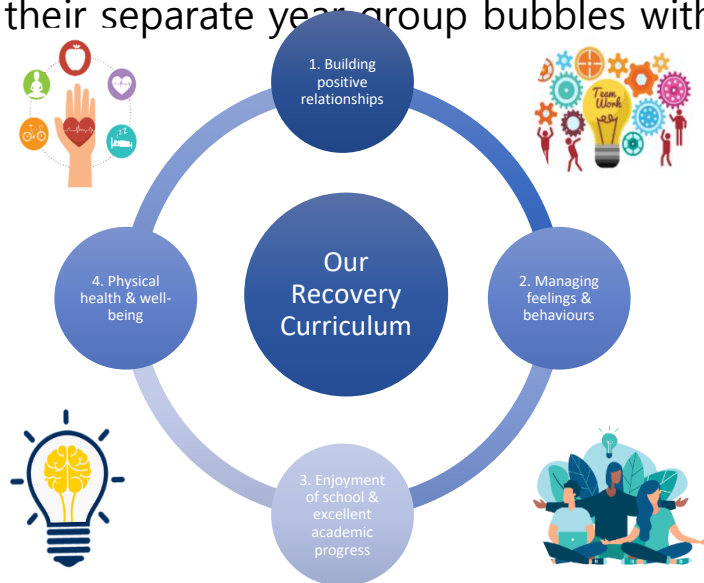 their separate year group bubbles with
1. Building
positive
relationships
Team
Work
4. Physical
health & well-
being
Our
Recovery
Curriculum
2. Managing
feelings &
behaviours
3. Enjoyment
of school &
excellent
academic
progress